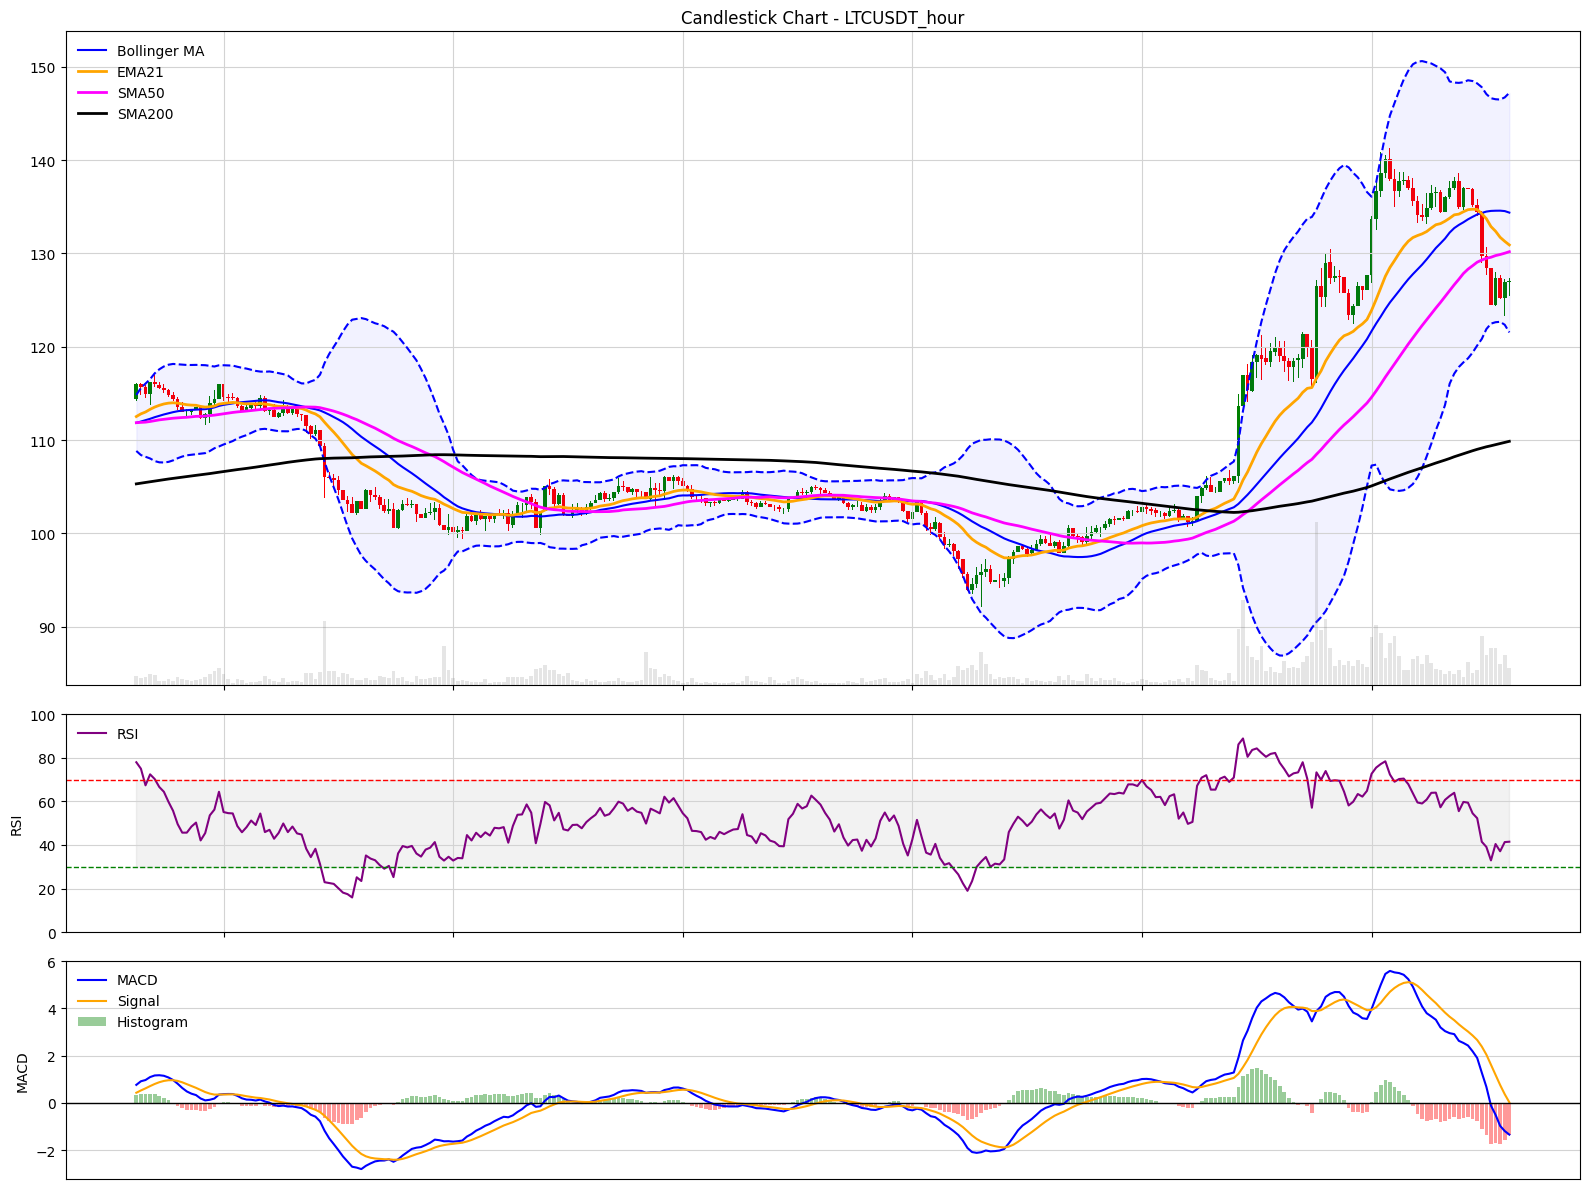 Candlestick Chart - LTCUSDT_hour
Bollinger MA
EMA21
SMA50
SMA200
150
140
130
120
110
100
90
RSI
100
80
60
40
20
0
RSI
MACD
Signal
Histogram
6
4
2
0
−2
MACD